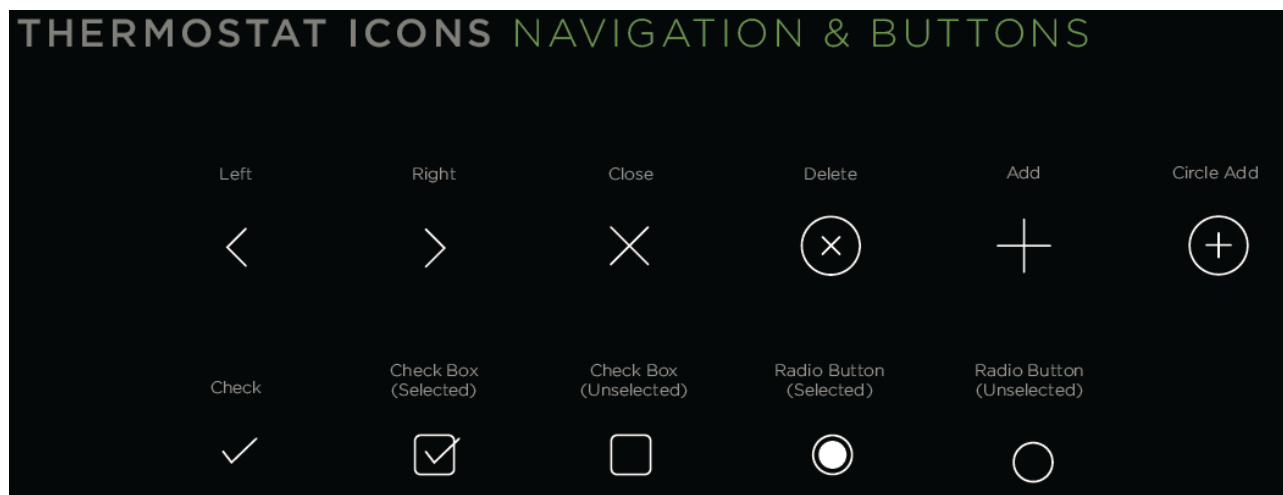 THERMOSTAT ICONS NAVIGATION & BUTTONS
Left
Right
Close
Delete
Add
Circle Add
Check
Check Box
(Selected)
Check Box
(Unselected)
Radio Button
(Selected)
Radio Button
(Unselected)